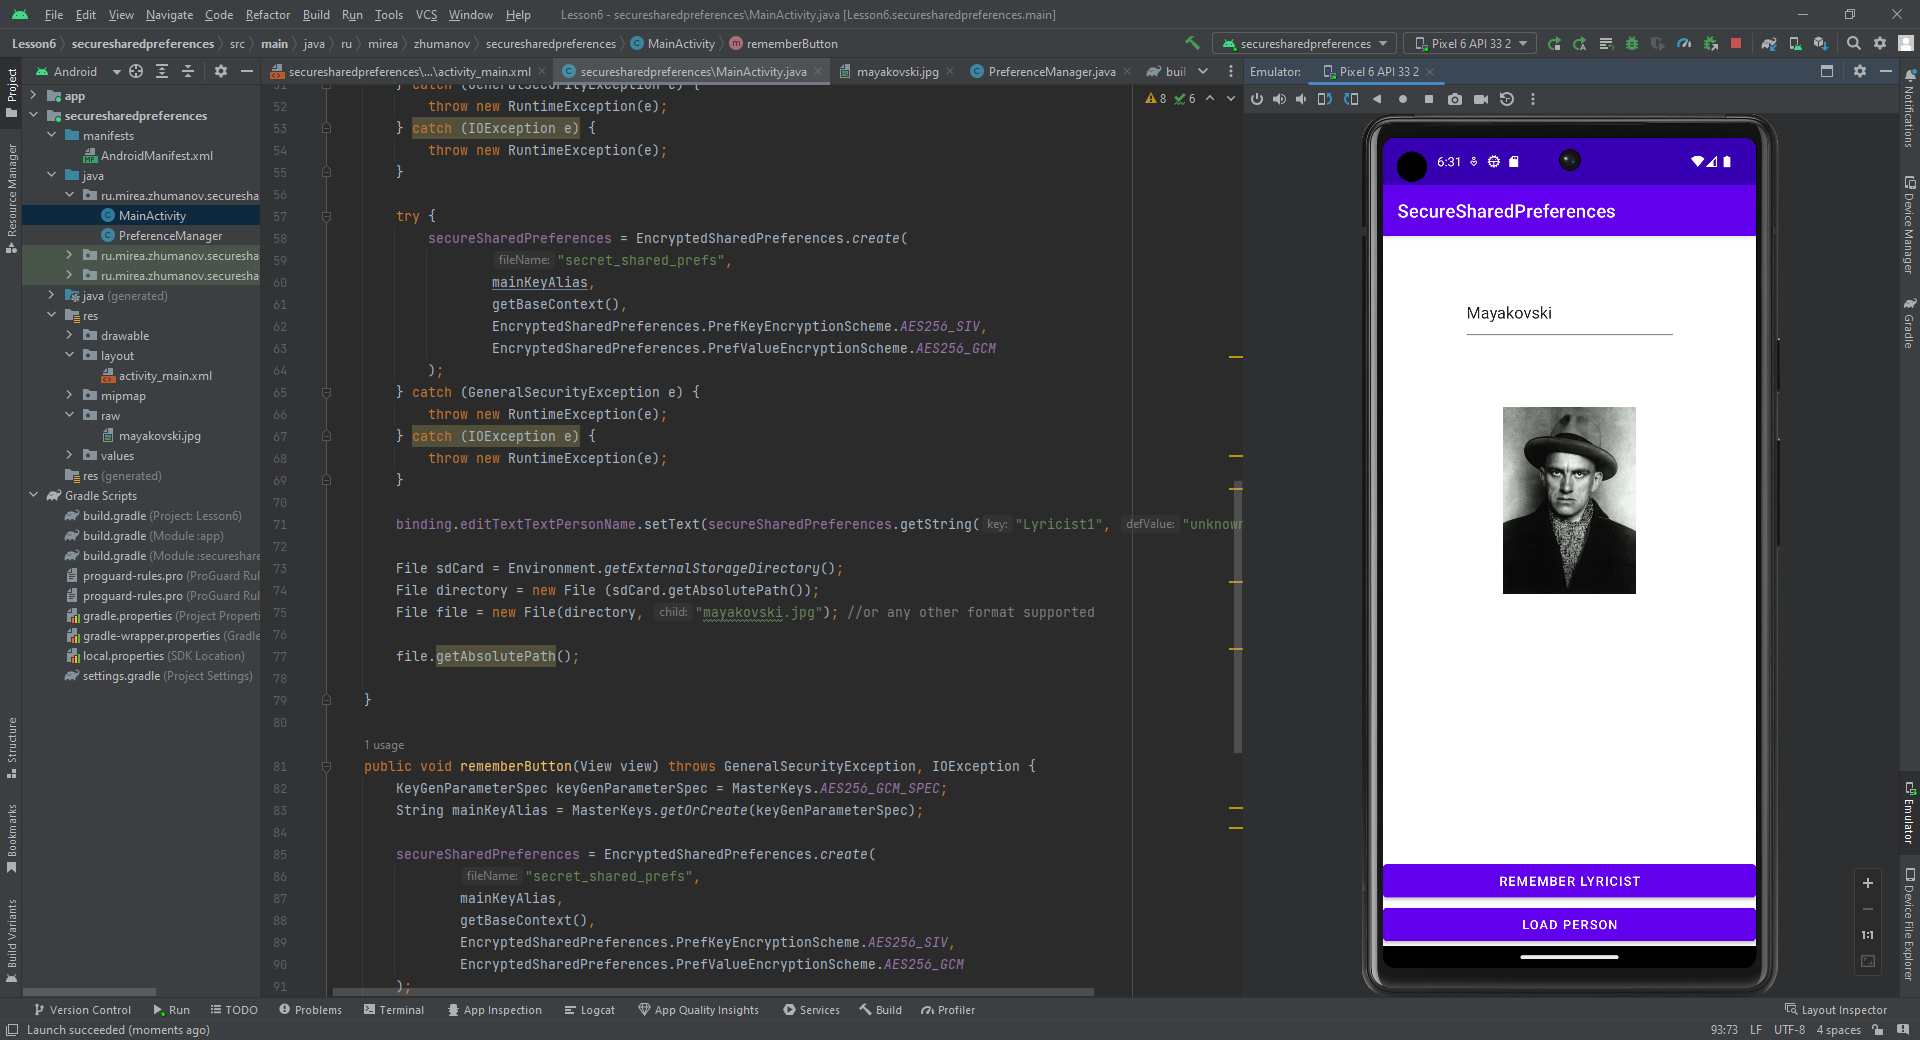 File Edit View Navigate Code Refactor Build Run Tools VCS Window Help Lesson6 - securesharedpreferences\MainActivity.java [Lesson6.securesharedpreferences.main]
Lesson6 securesharedpreferences src main java ru mirea zhumanov securesharedpreferences MainActivity rememberButton securesharedpreferences Pixel 6 API 33 2
Android securesharedpreferences\...\activity_main.xml securesharedpreferences\MainActivity.java mayakovski.jpg PreferenceManager.java buil Emulator: Pixel 6 API 33 2
Project
Resource Manager
Structure
Bookmarks
Build Variants
app
securesharedpreferences
manifests
AndroidManifest.xml
java
ru.mirea.zhumanov.securesha
MainActivity
PreferenceManager
ru.mirea.zhumanov.securesha
ru.mirea.zhumanov.securesha
java (generated)
res
drawable
layout
activity_main.xml
mipmap
raw
mayakovski.jpg
values
res (generated)
Gradle Scripts
build.gradle (Project: Lesson6)
build.gradle (Module :app)
build.gradle (Module :secureshare
proguard-rules.pro (ProGuard Rul
proguard-rules.pro (ProGuard Rul
gradle.properties (Project Properti
gradle-wrapper.properties (Gradle
local.properties (SDK Location)
settings.gradle (Project Settings)
8 6
51 } catch (GeneralSecurityException e) {
52 throw new RuntimeException(e);
53 } catch (IOException e) {
54 throw new RuntimeException(e);
55 }
56
57 try {
58 secureSharedPreferences = EncryptedSharedPreferences.create(
59 fileName: "secret_shared_prefs",
60 mainKeyAlias,
61 getBaseContext(),
62 EncryptedSharedPreferences.PrefKeyEncryptionScheme.AES256_SIV,
63 EncryptedSharedPreferences.PrefValueEncryptionScheme.AES256_GCM
64 );
65 } catch (GeneralSecurityException e) {
66 throw new RuntimeException(e);
67 } catch (IOException e) {
68 throw new RuntimeException(e);
69 }
70
71 binding.editTextTextPersonName.setText(secureSharedPreferences.getString( key: "Lyricist1", defValue: "unknown
72
73 File sdCard = Environment.getExternalStorageDirectory();
74 File directory = new File (sdCard.getAbsolutePath());
75 File file = new File(directory, child: "mayakovski.jpg"); //or any other format supported
76
77 file.getAbsolutePath();
78
79 }
80
1 usage
81 public void rememberButton(View view) throws GeneralSecurityException, IOException {
82 KeyGenParameterSpec keyGenParameterSpec = MasterKeys.AES256_GCM_SPEC;
83 String mainKeyAlias = MasterKeys.getOrCreate(keyGenParameterSpec);
84
85 secureSharedPreferences = EncryptedSharedPreferences.create(
86 fileName: "secret_shared_prefs",
87 mainKeyAlias,
88 getBaseContext(),
89 EncryptedSharedPreferences.PrefKeyEncryptionScheme.AES256_SIV,
90 EncryptedSharedPreferences.PrefValueEncryptionScheme.AES256_GCM
91 );
6:31
SecureSharedPreferences
Mayakovski
REMEMBER LYRICIST
LOAD PERSON
1:1
Notifications
Device Manager
Gradle
Emulator
Device File Explorer
Version Control Run TODO Problems Terminal App Inspection Logcat App Quality Insights Services Build Profiler Layout Inspector
Launch succeeded (moments ago) 93:73 LF UTF-8 4 spaces